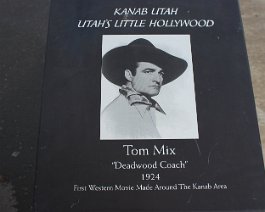 KANAB UTAH
UTAH'S LITTLE HOLLYWOOD
Tom Mix
"Deadwood Coach"
1924
First Western Movie Made Around The Kanab Area